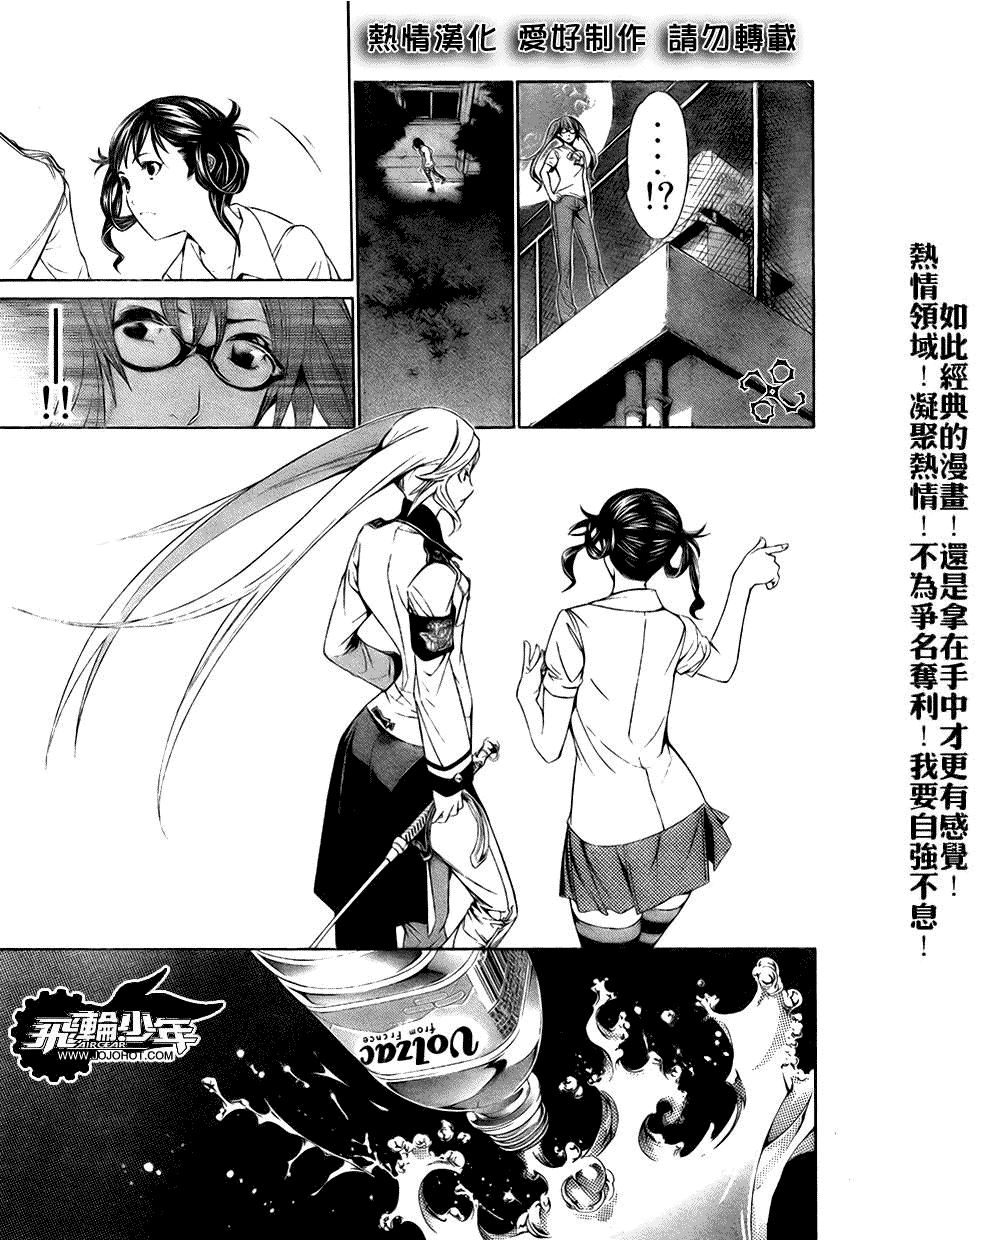 熱情漢化 愛好制作 請勿轉載
‥‥‥!?
──!!
如此經典的漫畫！還是拿在手中才更有感覺！
熱情領域！凝聚熱情！不為爭名奪利！我要自強不息！
Volzac
from Frence
飛輪少年
AIRGEAR
WWW.JOJOHOT.COM